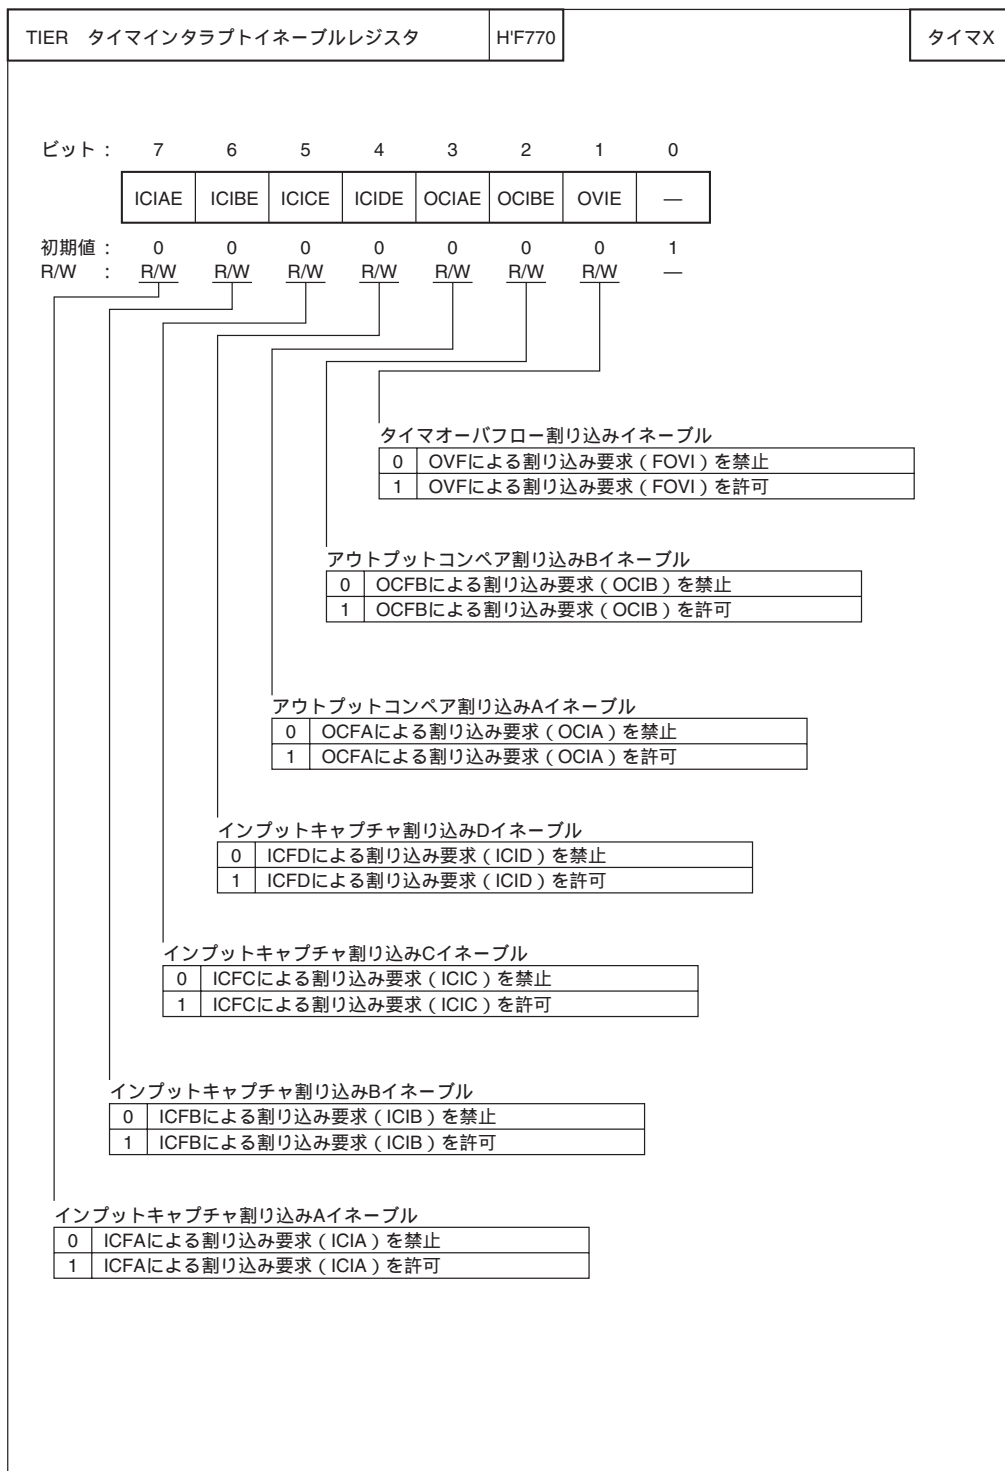 TIER タイマインタラプトイネーブルレジスタ H'F770 タイマX
ビット： 7 6 5 4 3 2 1 0
ICIAE ICIBE ICICE ICIDE OCIAE OCIBE OVIE —
初期値： 0 0 0 0 0 0 0 1
R/W ： R/W R/W R/W R/W R/W R/W R/W —
タイマオーバフロー割り込みイネーブル
0 OVFによる割り込み要求（FOVI）を禁止
1 OVFによる割り込み要求（FOVI）を許可
アウトプットコンペア割り込みBイネーブル
0 OCFBによる割り込み要求（OCIB）を禁止
1 OCFBによる割り込み要求（OCIB）を許可
アウトプットコンペア割り込みAイネーブル
0 OCFAによる割り込み要求（OCIA）を禁止
1 OCFAによる割り込み要求（OCIA）を許可
インプットキャプチャ割り込みDイネーブル
0 ICFDによる割り込み要求（ICID）を禁止
1 ICFDによる割り込み要求（ICID）を許可
インプットキャプチャ割り込みCイネーブル
0 ICFCによる割り込み要求（ICIC）を禁止
1 ICFCによる割り込み要求（ICIC）を許可
インプットキャプチャ割り込みBイネーブル
0 ICFBによる割り込み要求（ICIB）を禁止
1 ICFBによる割り込み要求（ICIB）を許可
インプットキャプチャ割り込みAイネーブル
0 ICFAによる割り込み要求（ICIA）を禁止
1 ICFAによる割り込み要求（ICIA）を許可